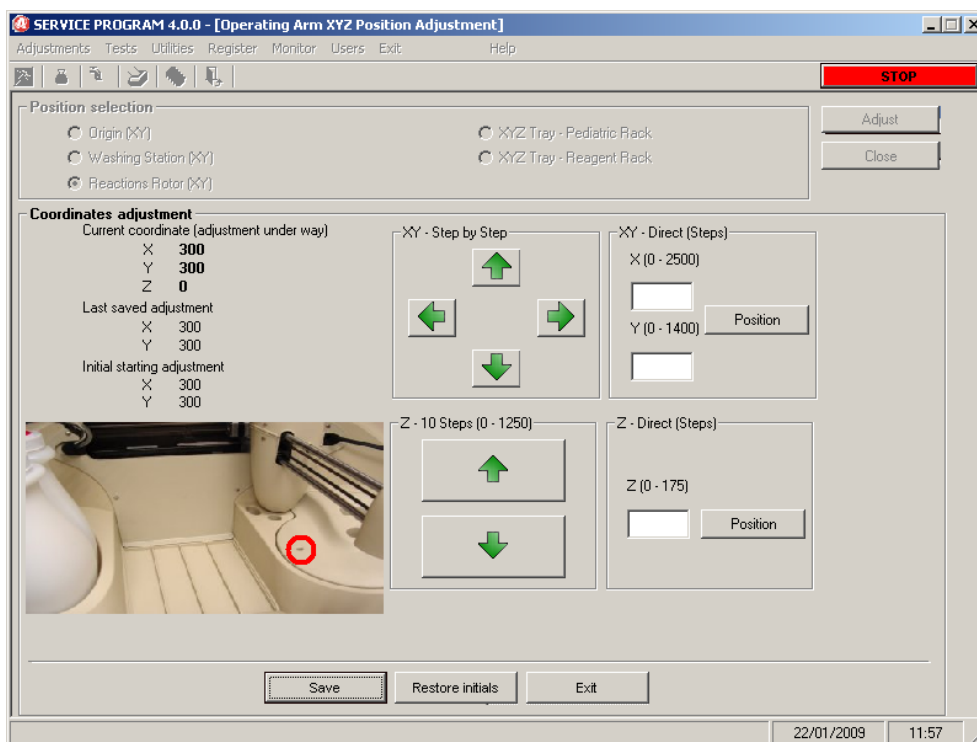 SERVICE PROGRAM 4.0.0 - [Operating Arm XYZ Position Adjustment]
Adjustments Tests Utilities Register Monitor Users Exit Help
STOP
Position selection
Origin (XY)
XYZ Tray - Pediatric Rack
Adjust
Washing Station (XY)
XYZ Tray - Reagent Rack
Close
Reactions Rotor (XY)
Coordinates adjustment
Current coordinate (adjustment under way)
X 300
Y 300
Z 0
Last saved adjustment
X 300
Y 300
Initial starting adjustment
X 300
Y 300
XY - Step by Step
XY - Direct (Steps)
X (0 - 2500)
Y (0 - 1400)
Position
Z - 10 Steps (0 - 1250)
Z - Direct (Steps)
Z (0 - 175)
Position
Save
Restore initials
Exit
22/01/2009
11:57